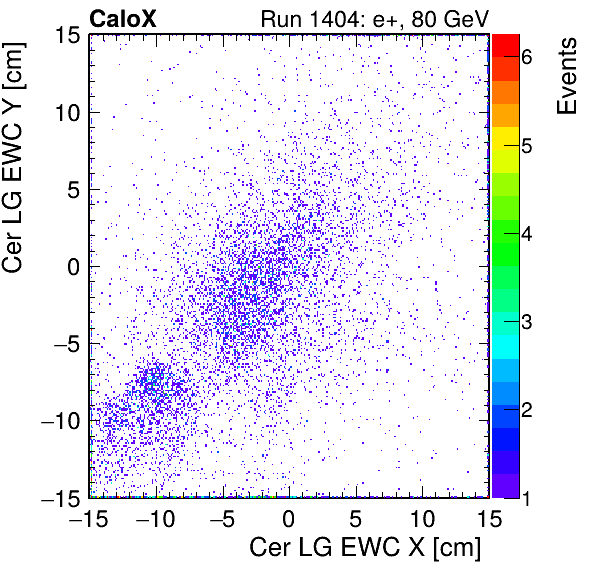 CaloX Run 1404: e+, 80 GeV
Cer LG EWC Y [cm]
15
10
5
0
−5
−10
−15
−15 −10 −5 0 5 10 15
Cer LG EWC X [cm]
Events
6
5
4
3
2
1